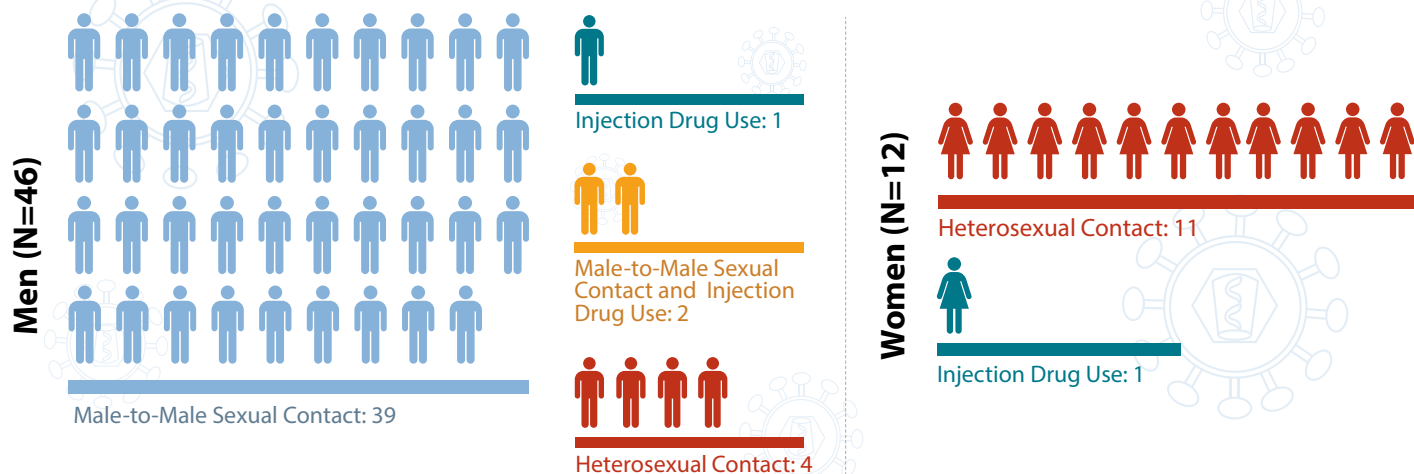 Men (N=46)
Male-to-Male Sexual Contact: 39
Injection Drug Use: 1
Male-to-Male Sexual
Contact and Injection
Drug Use: 2
Heterosexual Contact: 4
Women (N=12)
Heterosexual Contact: 11
Injection Drug Use: 1